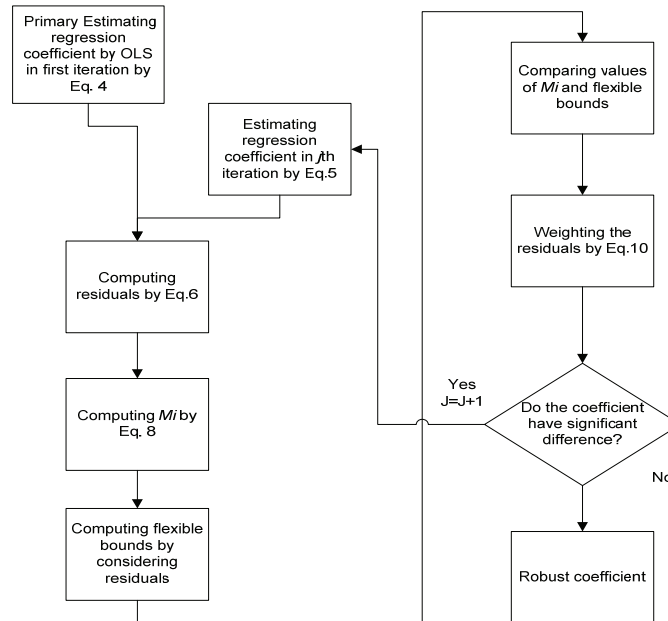 Primary Estimating
regression
coefficient by OLS
in first iteration by
Eq. 4
Estimating
regression
coefficient in jth
iteration by Eq.5
Computing
residuals by Eq.6
Computing Mi by
Eq. 8
Computing flexible
bounds by
considering
residuals
Comparing values
of Mi and flexible
bounds
Weighting the
residuals by Eq.10
Yes
J=J+1
Do the coefficient
have significant
difference?
No
Robust coefficient